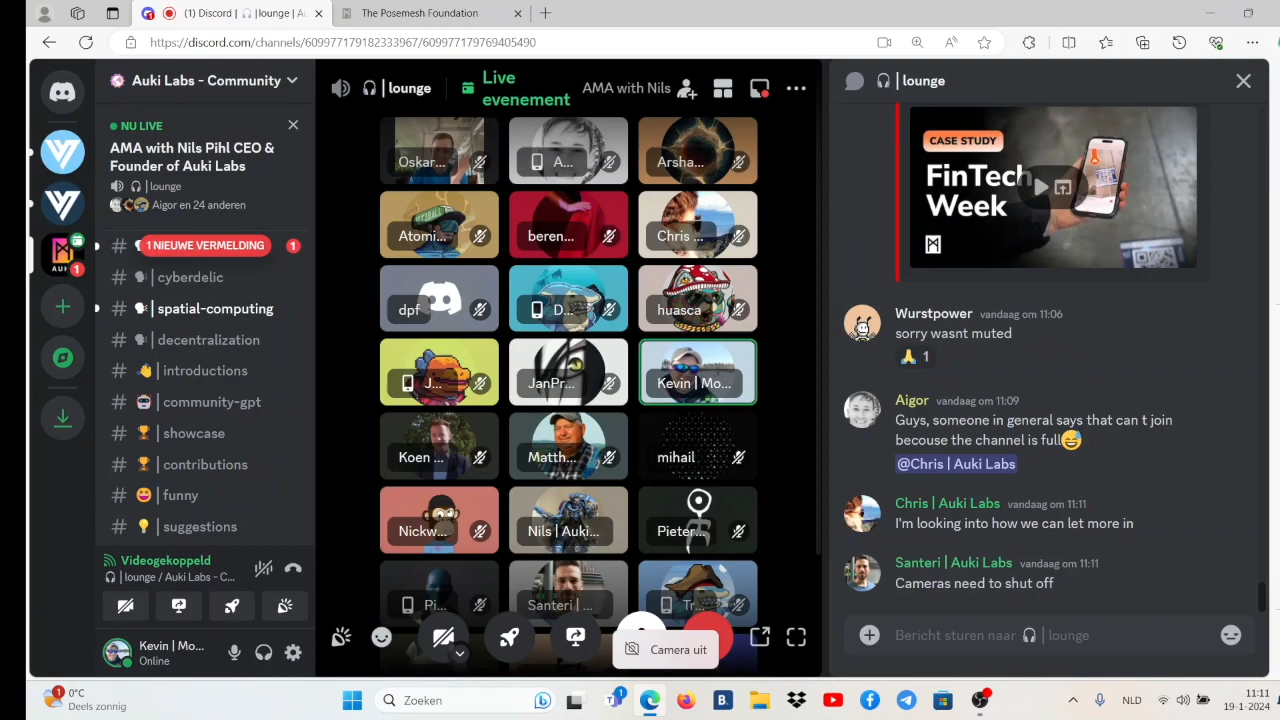 (1) Discord | 🎧 | lounge | Au
The Posemesh Foundation
https://discord.com/channels/609977179182333967/609977179769405490
Auki Labs - Community
NU LIVE
AMA with Nils Pihl CEO &
Founder of Auki Labs
| lounge
Aigor en 24 anderen
1 NIEUWE VERMELDING
1
# | cyberdelic
# | spatial-computing
# | decentralization
# | introductions
# | community-gpt
# | showcase
# | contributions
# | funny
# | suggestions
Videogekoppeld
| lounge / Auki Labs - C...
Kevin | Mo...
Online
AUKI
1
| lounge
Live
evenement
AMA with Nils
Oskar...
A...
Arsha...
Atomi...
beren...
Chris ...
dpf
D...
huasca
J...
JanPr...
Kevin | Mo...
Koen ...
Matth...
mihail
Nickw...
Nils | Auki...
Pieter...
Pi...
Santeri | ...
Tr...
Camera uit
| lounge
CASE STUDY
FinTech
Week
Wurstpower vandaag om 11:06
sorry wasnt muted
🙏 1
Aigor vandaag om 11:09
Guys, someone in general says that can t join
becouse the channel is full😅
@Chris | Auki Labs
Chris | Auki Labs vandaag om 11:11
I'm looking into how we can let more in
Santeri | Auki Labs vandaag om 11:11
Cameras need to shut off
Bericht sturen naar 🎧 | lounge
1
0°C
Deels zonnig
Zoeken
1
B.
NLD
11:11
19-1-2024